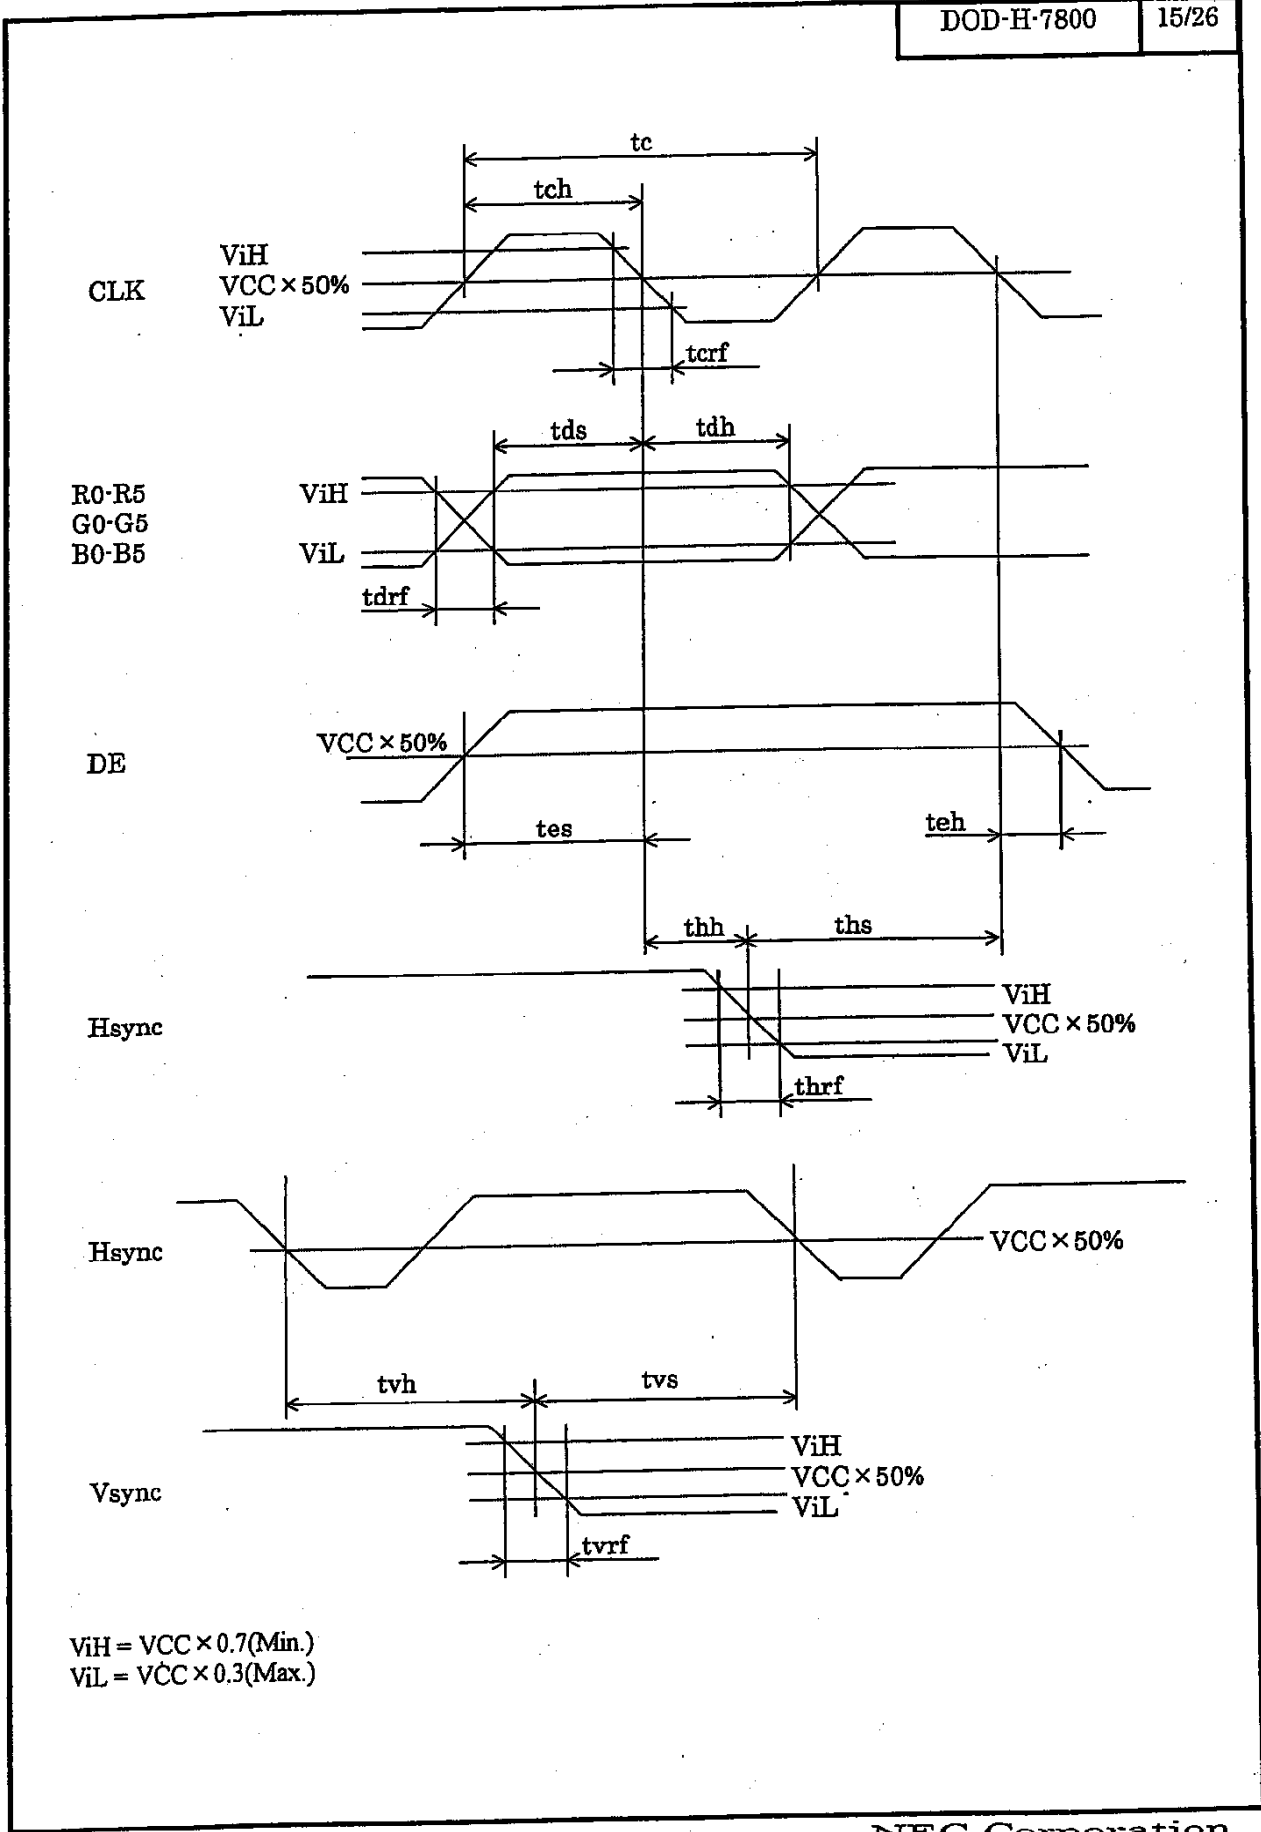 DOD-H-7800 15/26
tc
tch
ViH
CLK VCC×50%
ViL
tcrf
tds tdh
R0-R5 ViH
G0-G5
B0-B5 ViL
tdrf
VCC×50%
DE
tes teh
thh ths
ViH
Hsync VCC×50%
ViL
thrf
Hsync VCC×50%
tvh tvs
ViH
VCC×50%
Vsync ViL
tvrf
ViH = VCC×0.7(Min.)
ViL = VCC×0.3(Max.)
NEC Corporation